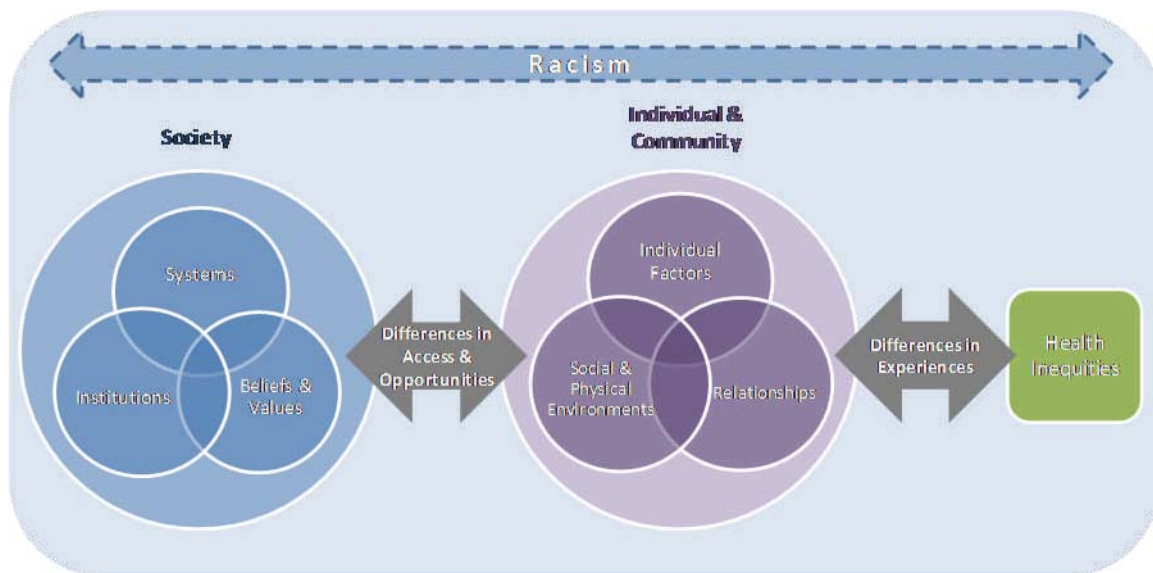 Racism
Society
Individual &
Community
Systems
Institutions
Beliefs &
Values
Differences in
Access &
Opportunities
Individual
Factors
Social &
Physical
Environments
Relationships
Differences in
Experiences
Health
Inequities